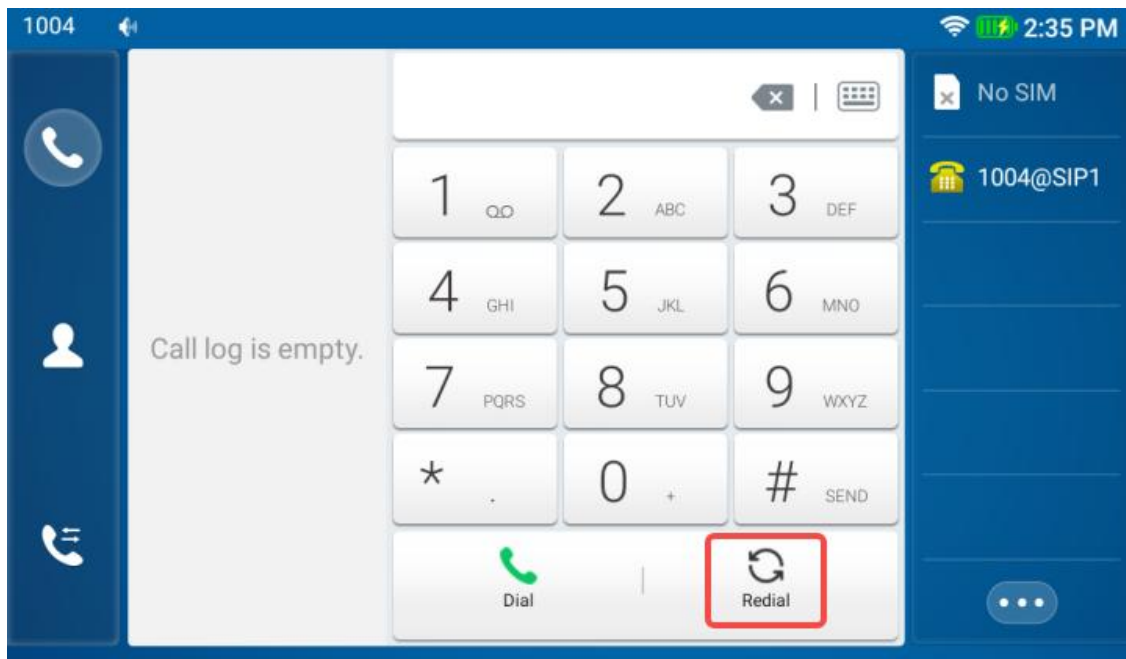 1004
2:35 PM
No SIM
1004@SIP1
Call log is empty.
1
2 ABC
3 DEF
4 GHI
5 JKL
6 MNO
7 PQRS
8 TUV
9 WXYZ
* .
0 +
# SEND
Dial
Redial